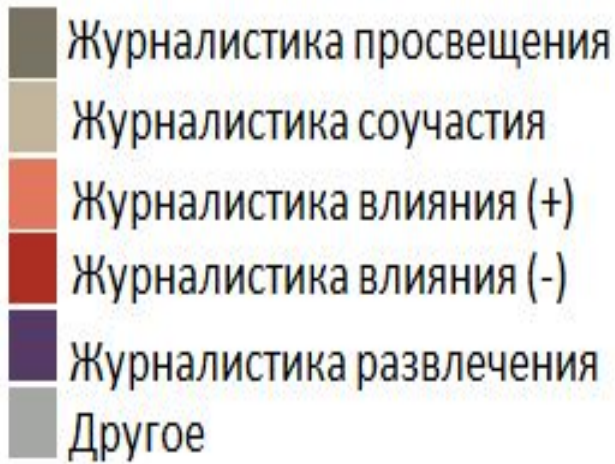 Журналистика просвещения
Журналистика соучастия
Журналистика влияния (+)
Журналистика влияния (-)
Журналистика развлечения
Другое